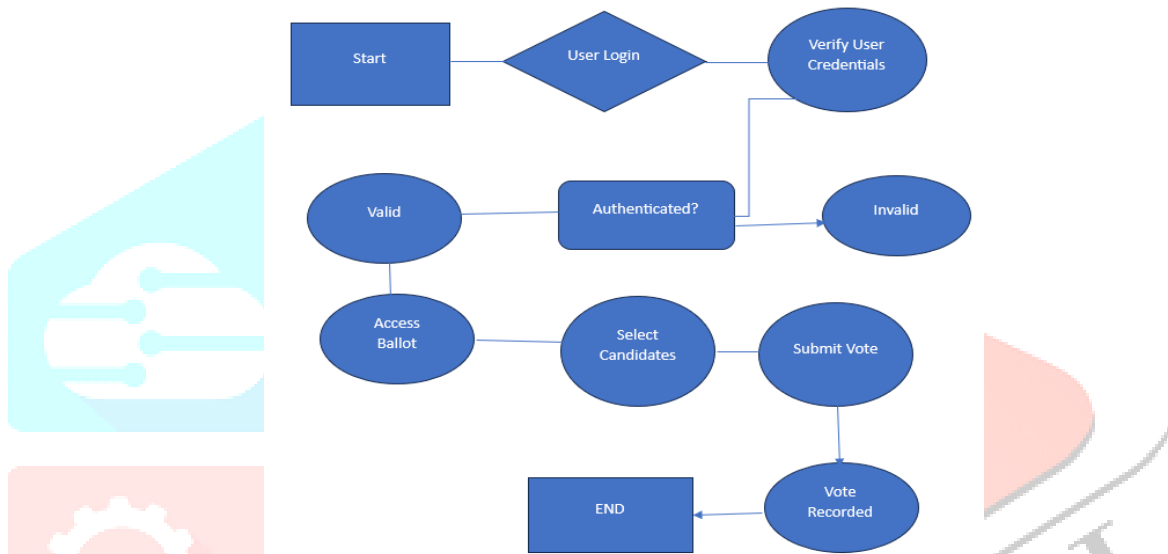 Start
User Login
Verify User
Credentials
Valid
Authenticated?
Invalid
Access
Ballot
Select
Candidates
Submit Vote
END
Vote
Recorded